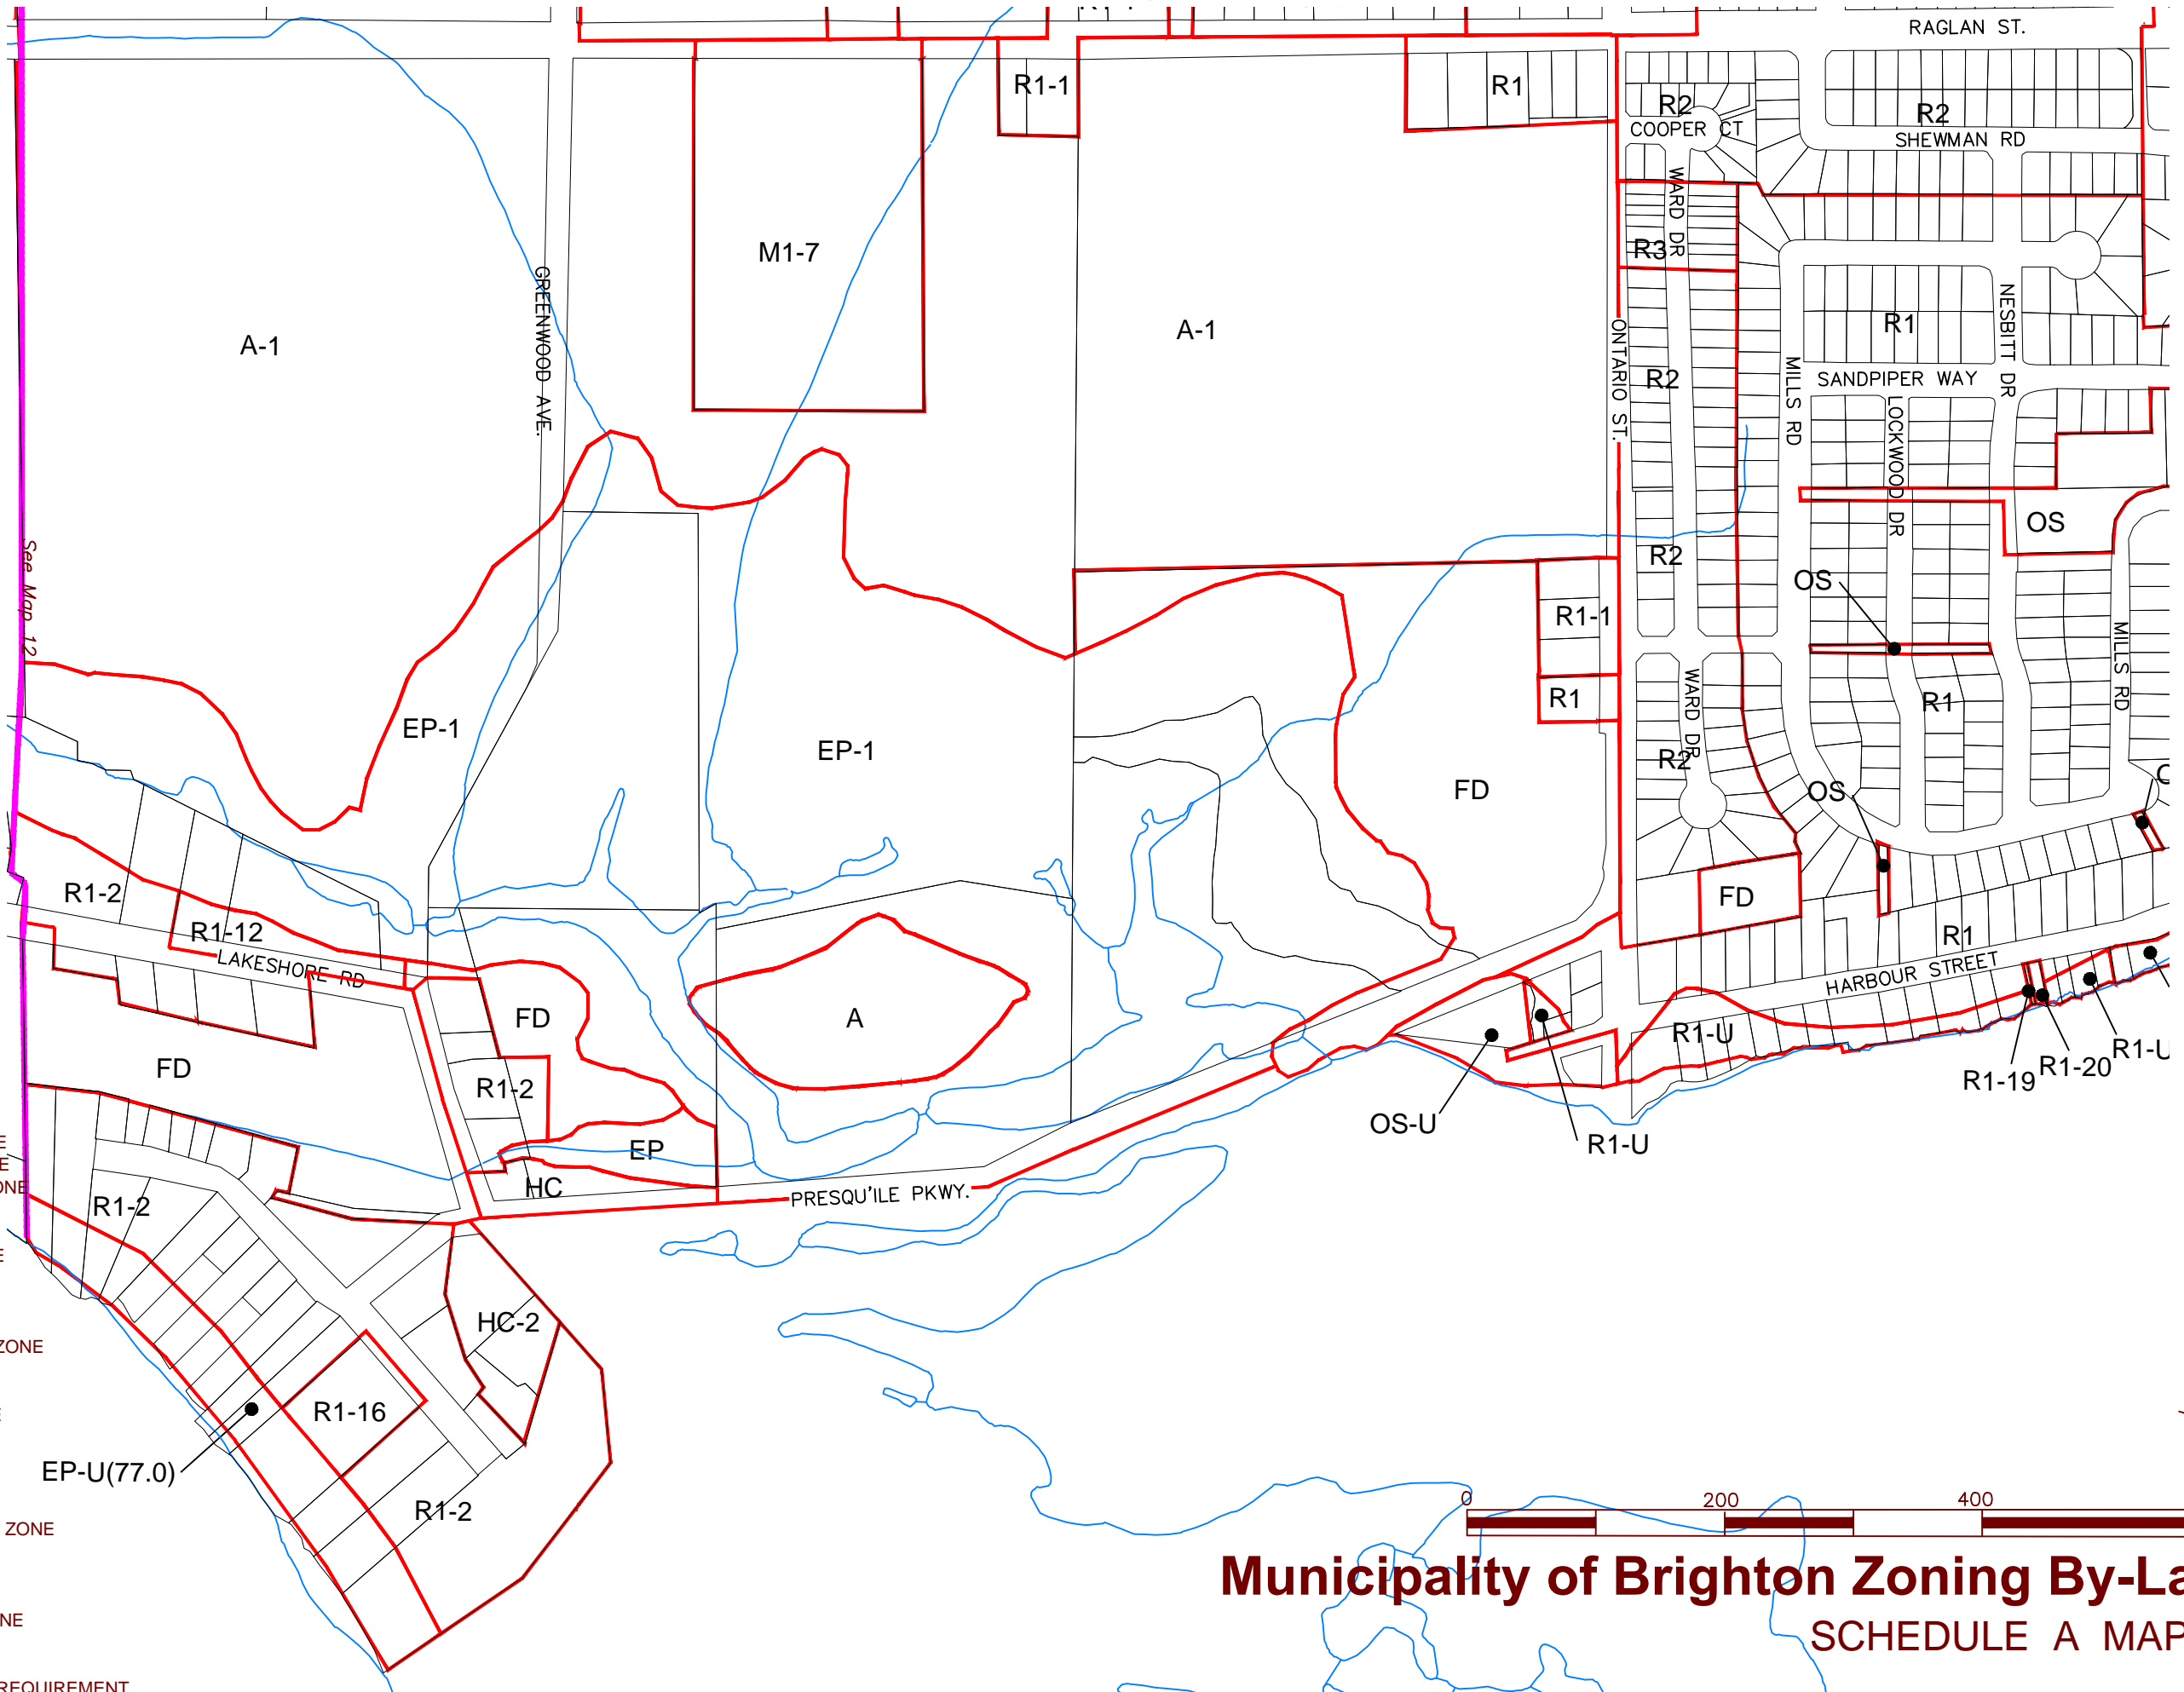 RAGLAN ST.
R1-1
R1
R2
COOPER CT
R2
SHEWMAN RD
WARD DR
M1-7
R3
GREENWOOD AVE.
A-1
A-1
ONTARIO ST.
R1
NESBITT DR
R2
MILLS RD
SANDPIPER WAY
LOCKWOOD DR
OS
See Map 12
R2
OS
R1-1
MILLS RD
R1
WARD DR
R1
EP-1
EP-1
R2
FD
OS
R1-2
FD
R1-12
R1
LAKESHORE RD
HARBOUR STREET
FD
A
R1-U
FD
R1-2
R1-19
R1-20
R1-U
OS-U
R1-U
EP
HC
PRESQU'ILE PKWY.
R1-2
ZONE
HC-2
R1-16
EP-U(77.0)
R1-2
0 200 400
ZONE
Municipality of Brighton Zoning By-La
SCHEDULE A MAP
REQUIREMENT